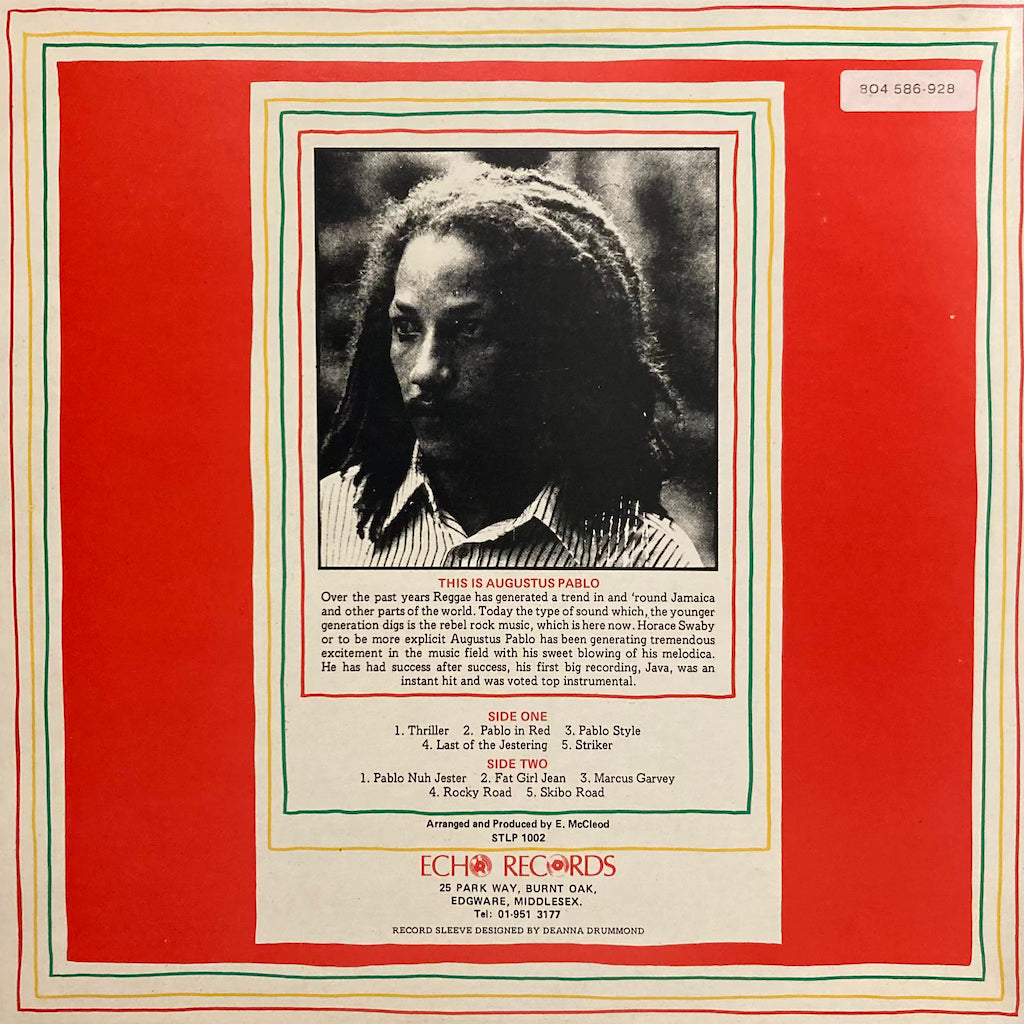 804 586-928
THIS IS AUGUSTUS PABLO
Over the past years Reggae has generated a trend in and ‘round Jamaica
and other parts of the world. Today the type of sound which, the younger
generation digs is the rebel rock music, which is here now. Horace Swaby
or to be more explicit Augustus Pablo has been generating tremendous
excitement in the music field with his sweet blowing of his melodica.
He has had success after success, his first big recording, Java, was an
instant hit and was voted top instrumental.
SIDE ONE
1. Thriller 2. Pablo in Red 3. Pablo Style
4. Last of the Jestering 5. Striker
SIDE TWO
1. Pablo Nuh Jester 2. Fat Girl Jean 3. Marcus Garvey
4. Rocky Road 5. Skibo Road
Arranged and Produced by E. McCleod
STLP 1002
ECHO RECORDS
25 PARK WAY, BURNT OAK,
EDGWARE, MIDDLESEX.
Tel: 01-951 3177
RECORD SLEEVE DESIGNED BY DEANNA DRUMMOND